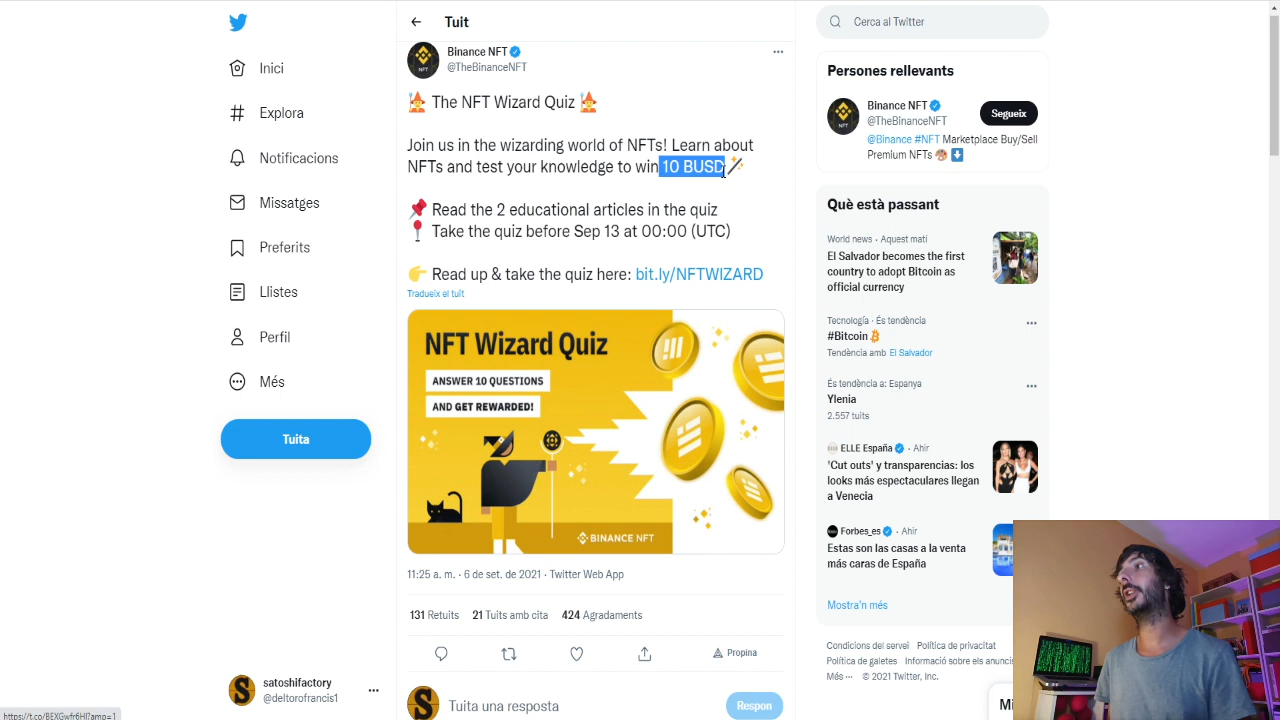 Inici
Explora
Notificacions
Missatges
Preferits
Llistes
Perfil
Més
Tuita
satoshifactory
@deltorofrancis1
Tuit
Binance NFT
@TheBinanceNFT
The NFT Wizard Quiz
Join us in the wizarding world of NFTs! Learn about
NFTs and test your knowledge to win 10 BUSD
Read the 2 educational articles in the quiz
Take the quiz before Sep 13 at 00:00 (UTC)
Read up & take the quiz here: bit.ly/NFTWIZARD
Tradueix el tuit
NFT Wizard Quiz
ANSWER 10 QUESTIONS
AND GET REWARDED!
BINANCE NFT
11:25 a. m. · 6 de set. de 2021 · Twitter Web App
131 Retuits 21 Tuits amb cita 424 Agradaments
Propina
Tuita una resposta
Respon
Cerca al Twitter
Persones rellevants
Binance NFT
@TheBinanceNFT
Segueix
@Binance #NFT Marketplace Buy/Sell
Premium NFTs
Què està passant
World news · Aquest matí
El Salvador becomes the first
country to adopt Bitcoin as
official currency
Tecnología · És tendència
#Bitcoin
Tendència amb El Salvador
És tendència a: Espanya
Ylenia
2.557 tuits
ELLE España · Ahir
'Cut outs' y transparencias: los
looks más espectaculares llegan
a Venecia
Forbes_es · Ahir
Estas son las casas a la venta
más caras de España
Mostra'n més
Condicions del servei Política de privacitat
Política de galetes Informació sobre els anuncis
Més ··· © 2021 Twitter, Inc.
https://t.co/BEXGwfr6HI?amp=1